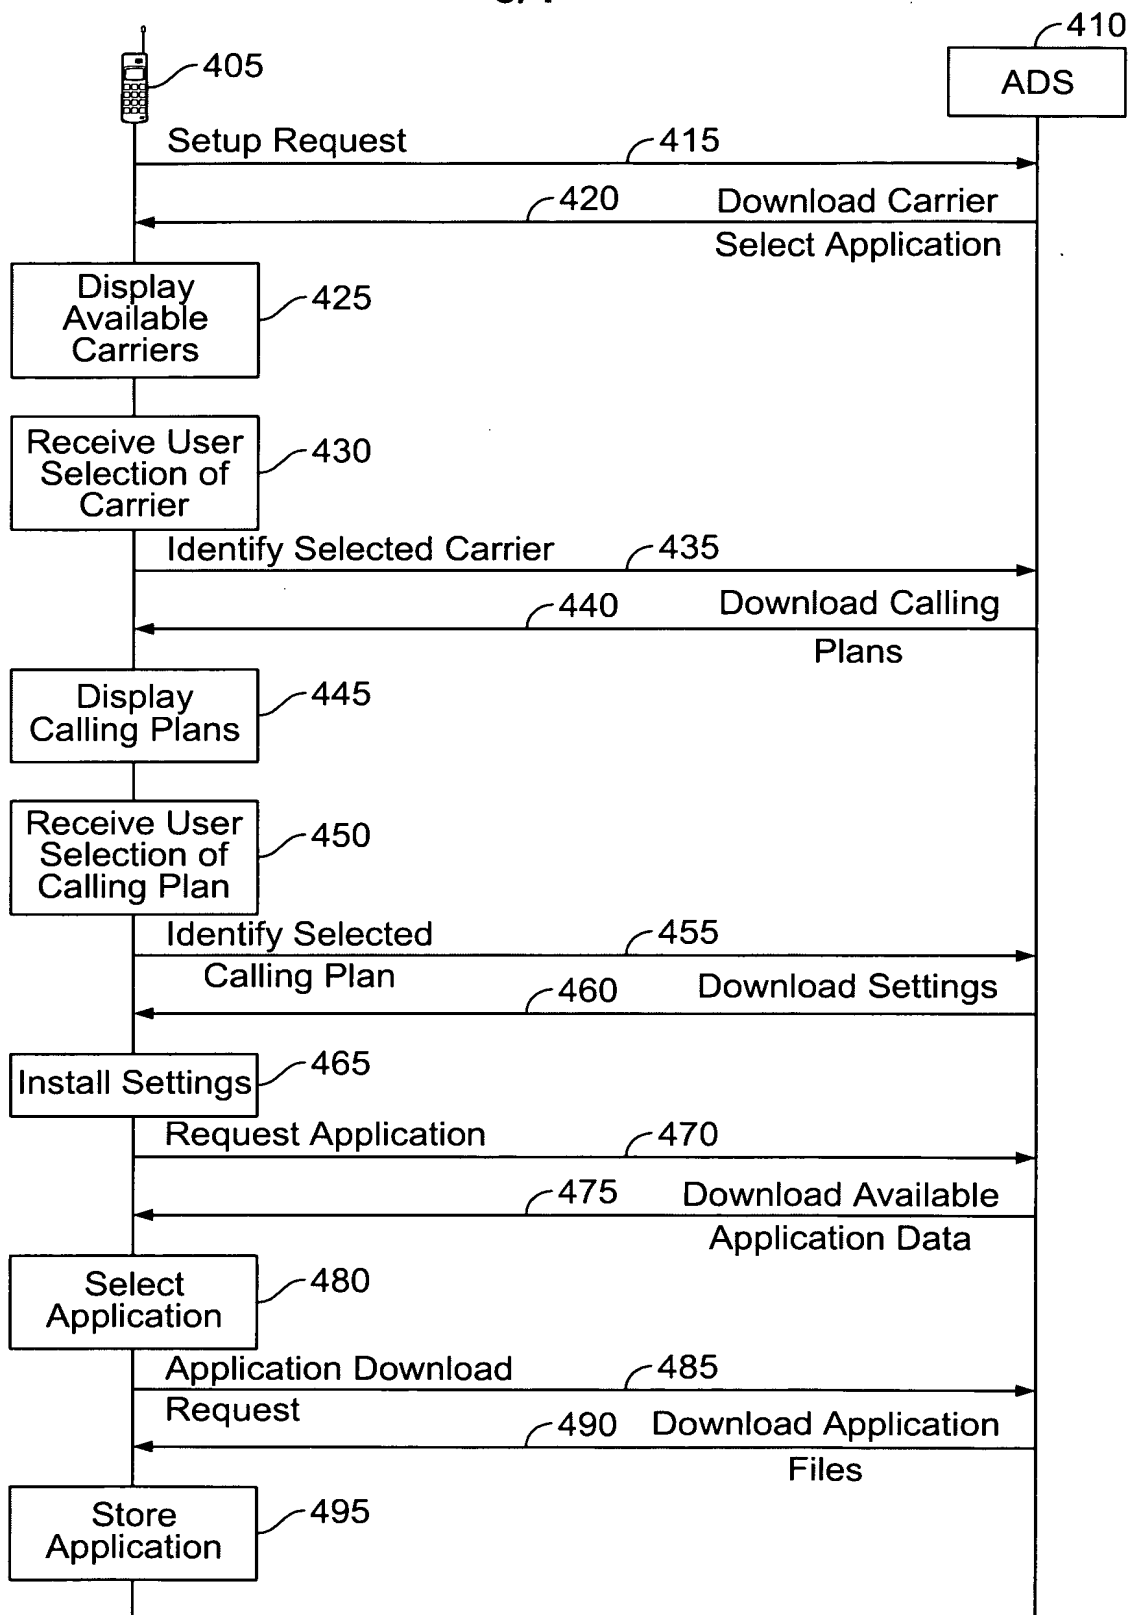 410
405
ADS
Setup Request
415
420
Download Carrier
Select Application
Display
Available
Carriers
425
Receive User
Selection of
Carrier
430
Identify Selected Carrier
435
440
Download Calling
Plans
Display
Calling Plans
445
Receive User
Selection of
Calling Plan
450
Identify Selected
Calling Plan
455
460
Download Settings
Install Settings
465
Request Application
470
475
Download Available
Application Data
Select
Application
480
Application Download
Request
485
490
Download Application
Files
Store
Application
495